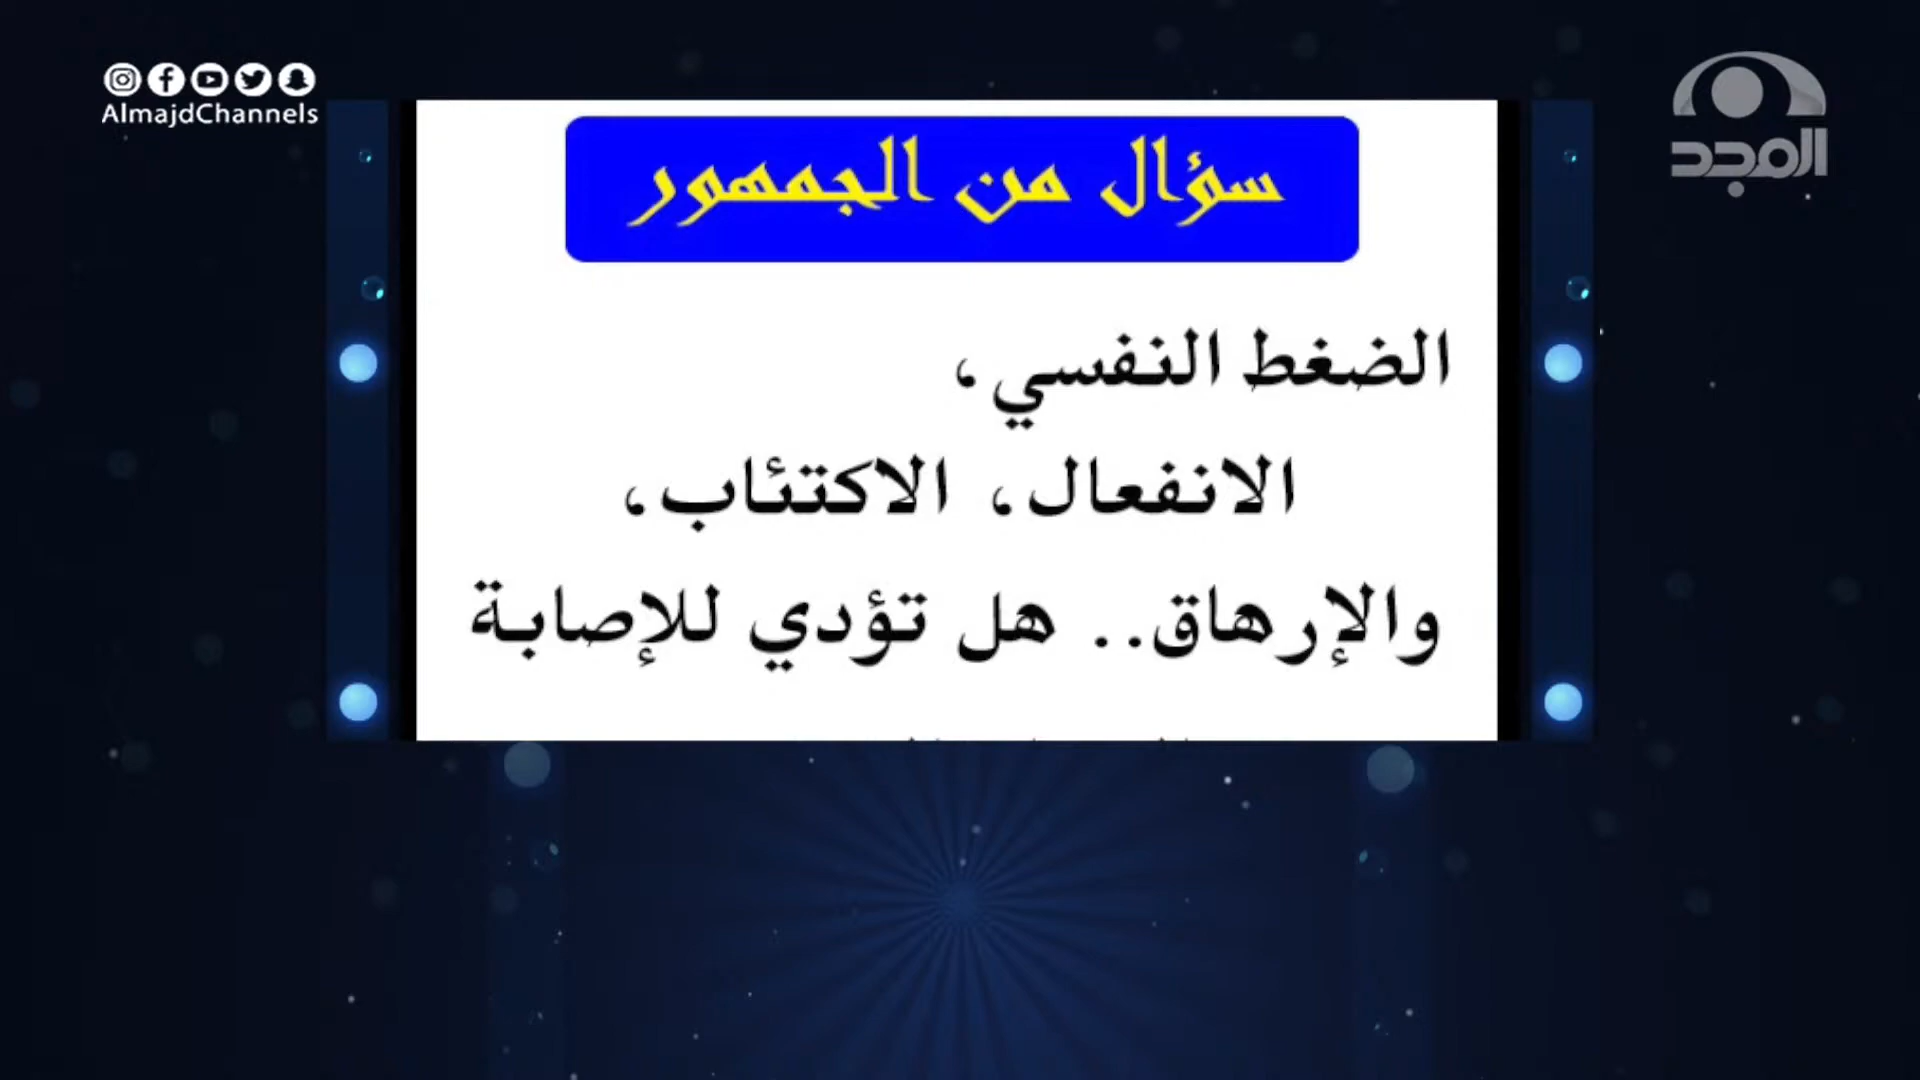 AlmajdChannels
المجد
سؤال من الجمهور
الضغط النفسي،
الانفعال، الاكتئاب،
والإرهاق.. هل تؤدي للإصابة